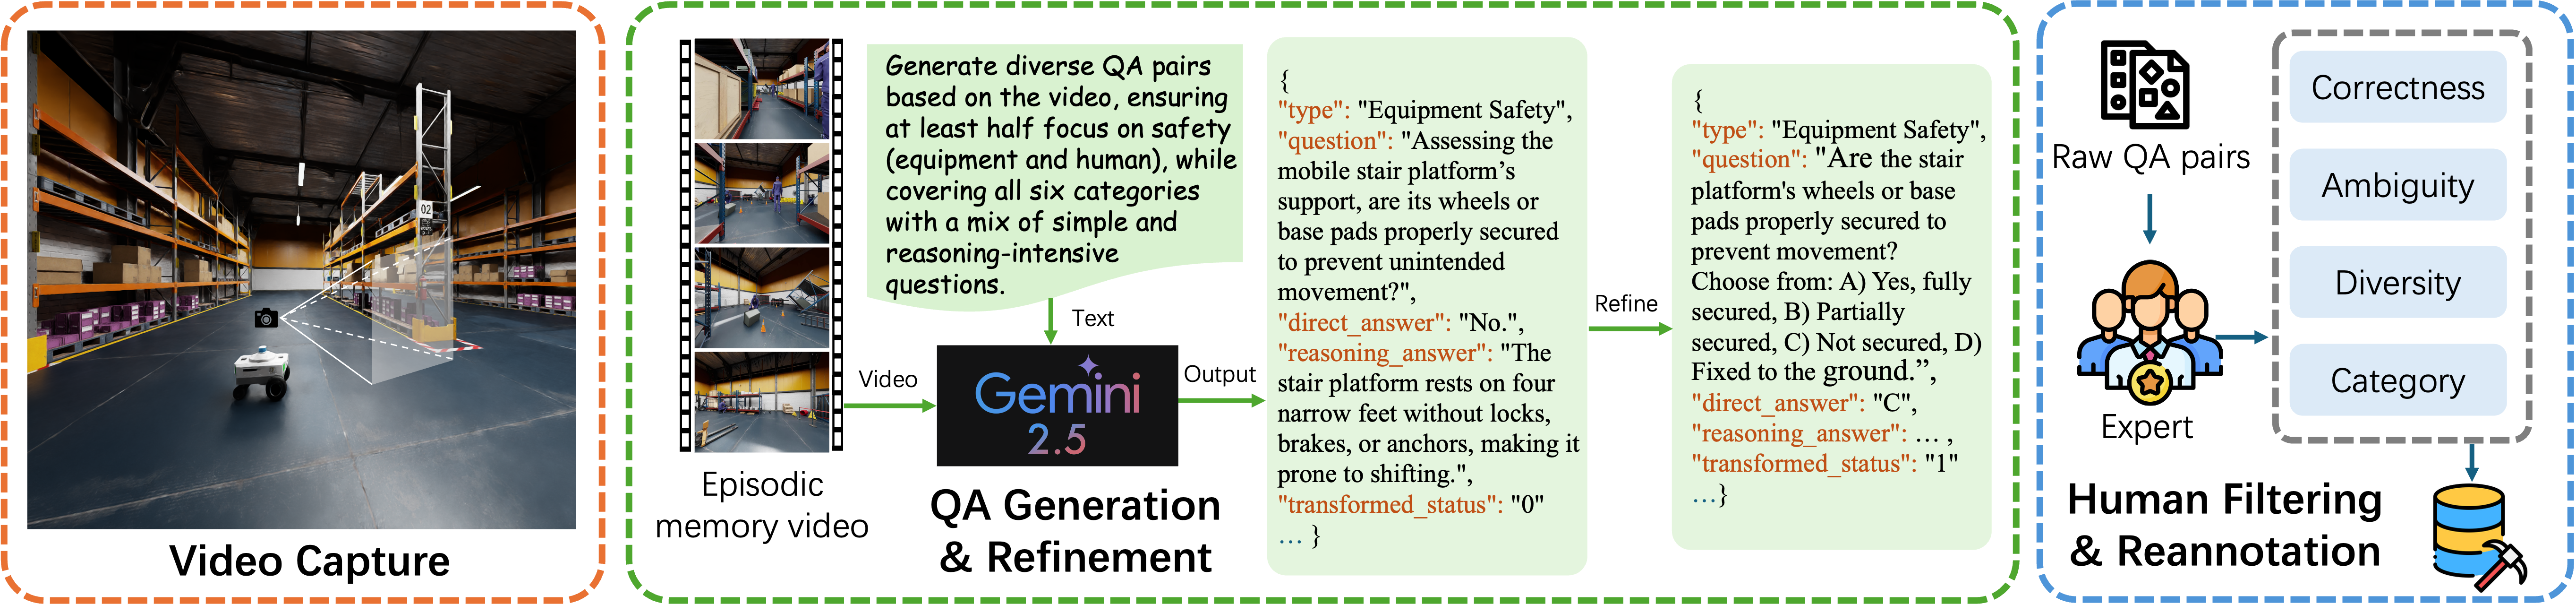 02
Video Capture
Episodic
memory video
Generate diverse QA pairs
based on the video, ensuring
at least half focus on safety
(equipment and human), while
covering all six categories
with a mix of simple and
reasoning-intensive
questions.
Text
Video
Gemini
2.5
Output
QA Generation
& Refinement
{
"type": "Equipment Safety",
"question": "Assessing the
mobile stair platform’s
support, are its wheels or
base pads properly secured
to prevent unintended
movement?",
"direct_answer": "No.",
"reasoning_answer": "The
stair platform rests on four
narrow feet without locks,
brakes, or anchors, making it
prone to shifting.",
"transformed_status": "0"
... }
Refine
{
"type": "Equipment Safety",
"question": "Are the stair
platform's wheels or base
pads properly secured to
prevent movement?
Choose from: A) Yes, fully
secured, B) Partially
secured, C) Not secured, D)
Fixed to the ground.”,
"direct_answer": "C",
"reasoning_answer": ... ,
"transformed_status": "1"
...}
Raw QA pairs
Expert
Correctness
Ambiguity
Diversity
Category
Human Filtering
& Reannotation